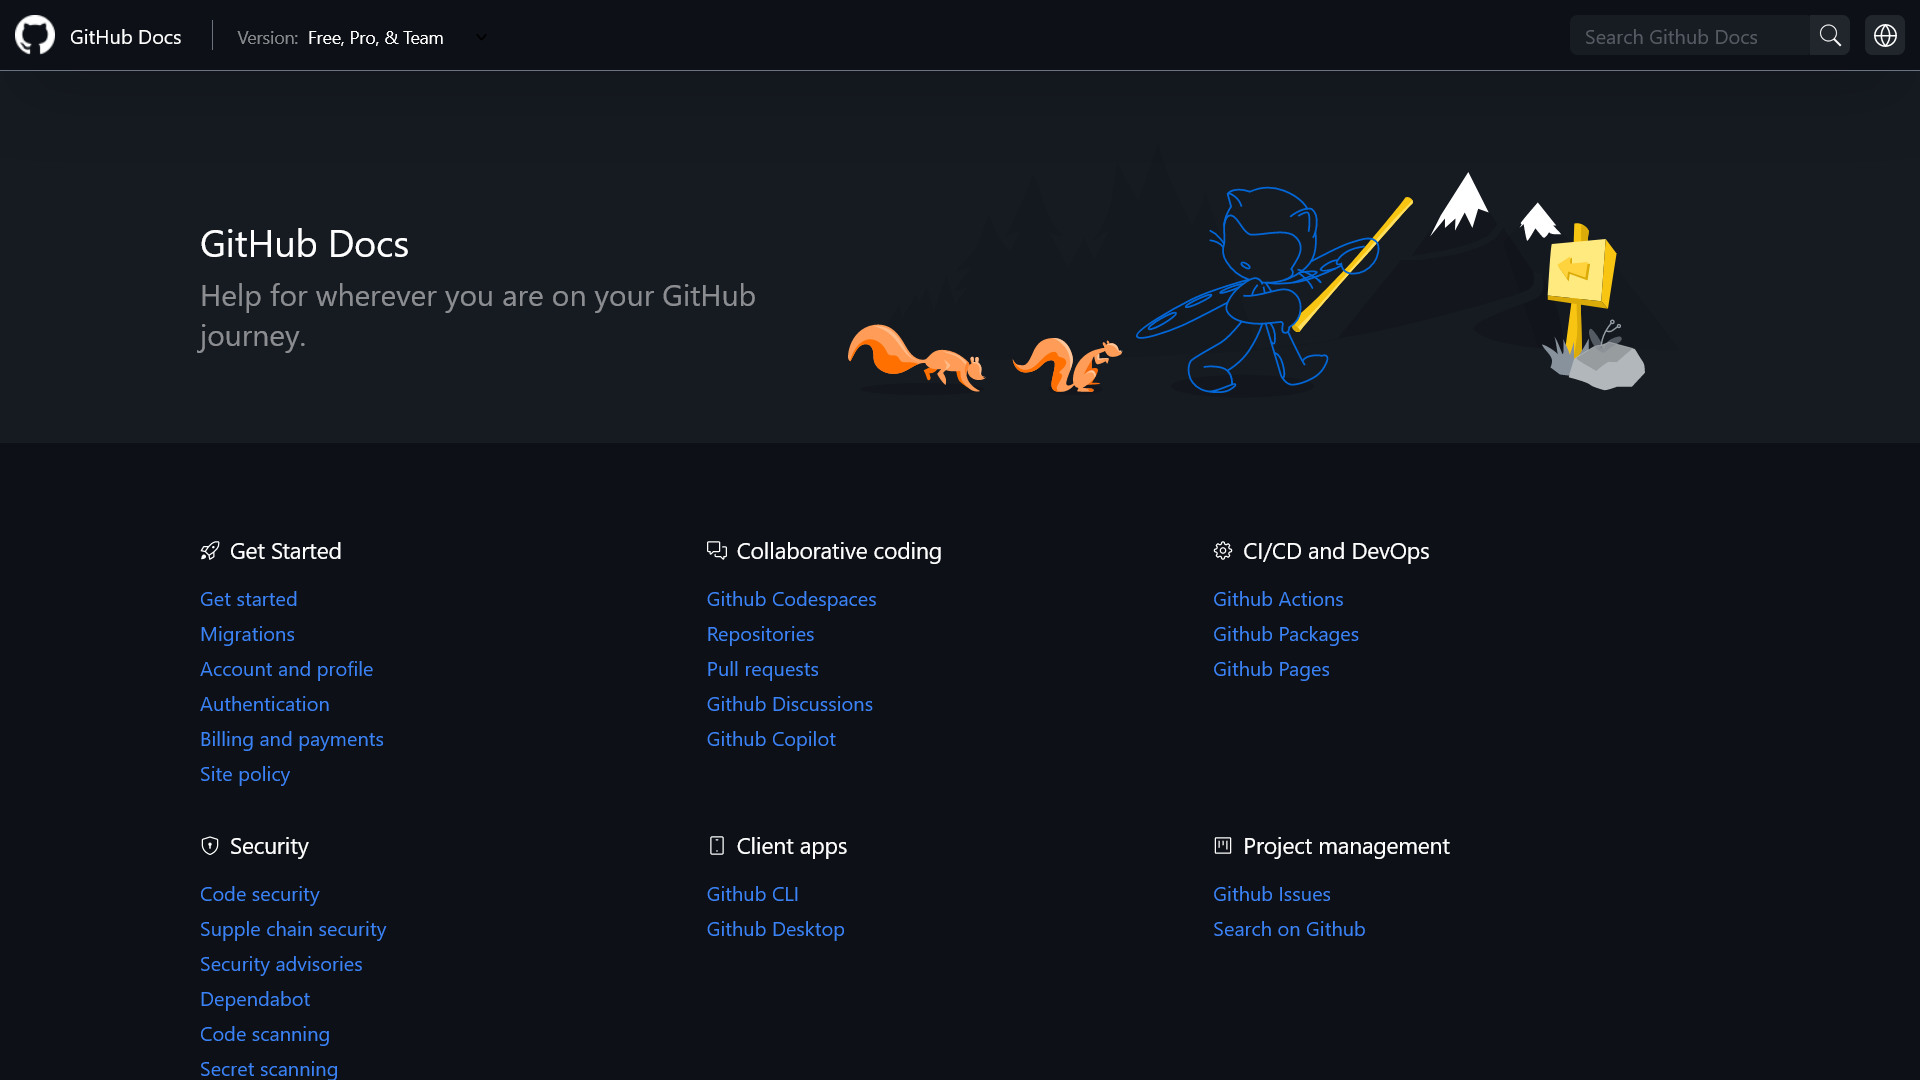 GitHub Docs
Version: Free, Pro, & Team
Search Github Docs
GitHub Docs
Help for wherever you are on your GitHub
journey.
Get Started
Get started
Migrations
Account and profile
Authentication
Billing and payments
Site policy
Collaborative coding
Github Codespaces
Repositories
Pull requests
Github Discussions
Github Copilot
CI/CD and DevOps
Github Actions
Github Packages
Github Pages
Security
Code security
Supple chain security
Security advisories
Dependabot
Code scanning
Secret scanning
Client apps
Github CLI
Github Desktop
Project management
Github Issues
Search on Github